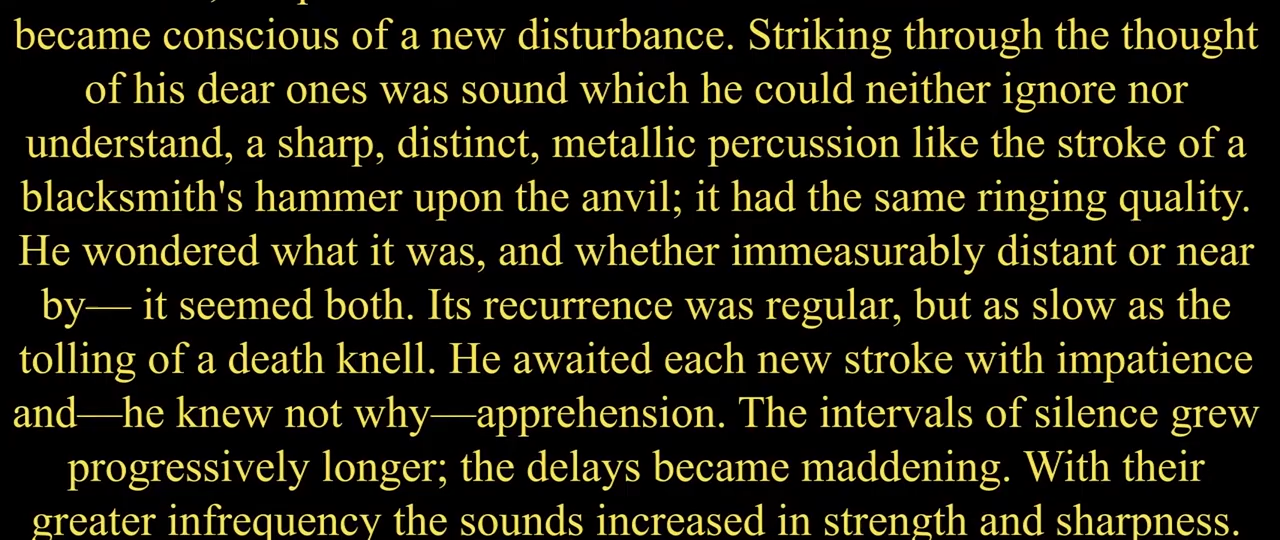 became conscious of a new disturbance. Striking through the thought
of his dear ones was sound which he could neither ignore nor
understand, a sharp, distinct, metallic percussion like the stroke of a
blacksmith's hammer upon the anvil; it had the same ringing quality.
He wondered what it was, and whether immeasurably distant or near
by— it seemed both. Its recurrence was regular, but as slow as the
tolling of a death knell. He awaited each new stroke with impatience
and—he knew not why—apprehension. The intervals of silence grew
progressively longer; the delays became maddening. With their
greater infrequency the sounds increased in strength and sharpness.